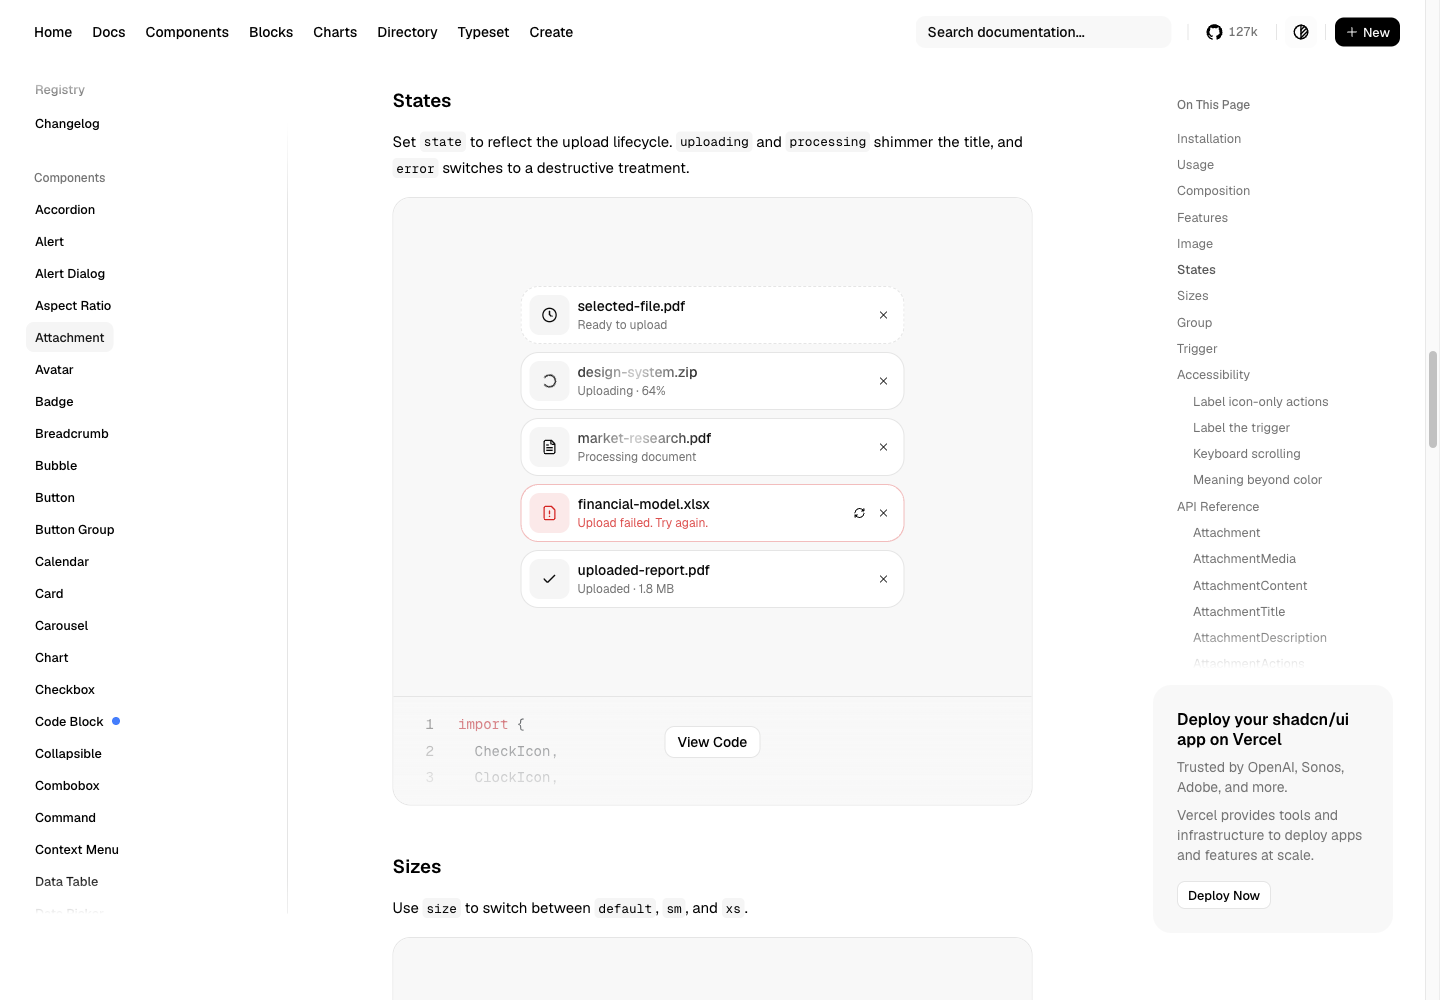 Home Docs Components Blocks Charts Directory Typeset Create
Search documentation...
127k
New
Registry
Changelog
Components
Accordion
Alert
Alert Dialog
Aspect Ratio
Attachment
Avatar
Badge
Breadcrumb
Bubble
Button
Button Group
Calendar
Card
Carousel
Chart
Checkbox
Code Block
Collapsible
Combobox
Command
Context Menu
Data Table
States
Set state to reflect the upload lifecycle. uploading and processing shimmer the title, and
error switches to a destructive treatment.
selected-file.pdf
Ready to upload
design-system.zip
Uploading · 64%
market-research.pdf
Processing document
financial-model.xlsx
Upload failed. Try again.
uploaded-report.pdf
Uploaded · 1.8 MB
1 import {
2 CheckIcon,
3 ClockIcon,
View Code
Sizes
Use size to switch between default, sm, and xs.
On This Page
Installation
Usage
Composition
Features
Image
States
Sizes
Group
Trigger
Accessibility
Label icon-only actions
Label the trigger
Keyboard scrolling
Meaning beyond color
API Reference
Attachment
AttachmentMedia
AttachmentContent
AttachmentTitle
AttachmentDescription
AttachmentActions
Deploy your shadcn/ui
app on Vercel
Trusted by OpenAI, Sonos,
Adobe, and more.
Vercel provides tools and
infrastructure to deploy apps
and features at scale.
Deploy Now